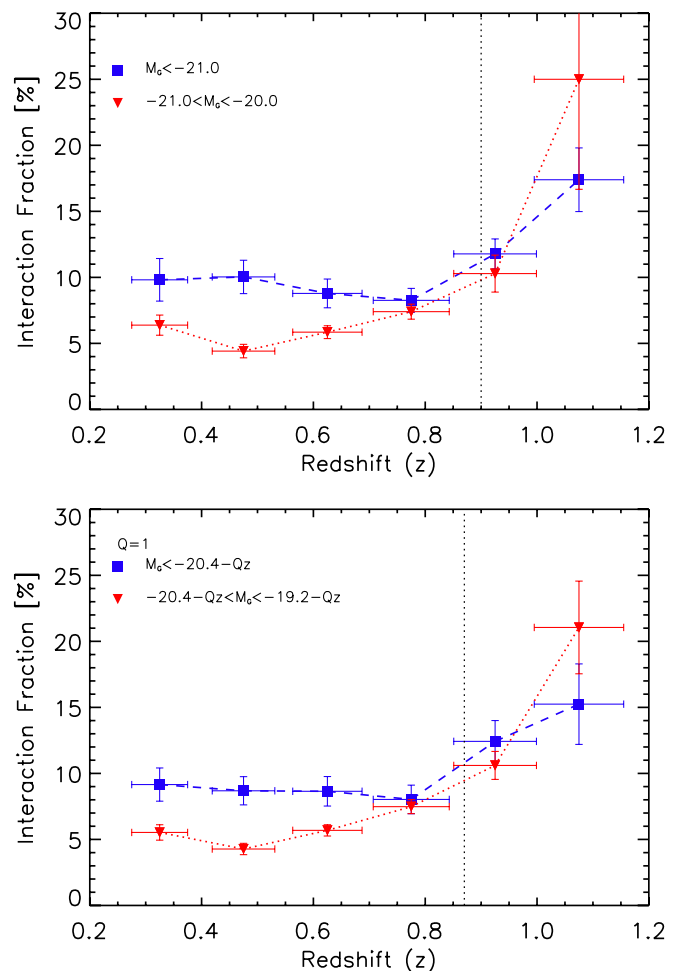 30
25
20
15
10
5
0
Interaction Fraction [%]
M_G<-21.0
-21.0<M_G<-20.0
0.2 0.4 0.6 0.8 1.0 1.2
Redshift (z)
30
25
20
15
10
5
0
Interaction Fraction [%]
Q=1
M_G<-20.4-Qz
-20.4-Qz<M_G<-19.2-Qz
0.2 0.4 0.6 0.8 1.0 1.2
Redshift (z)